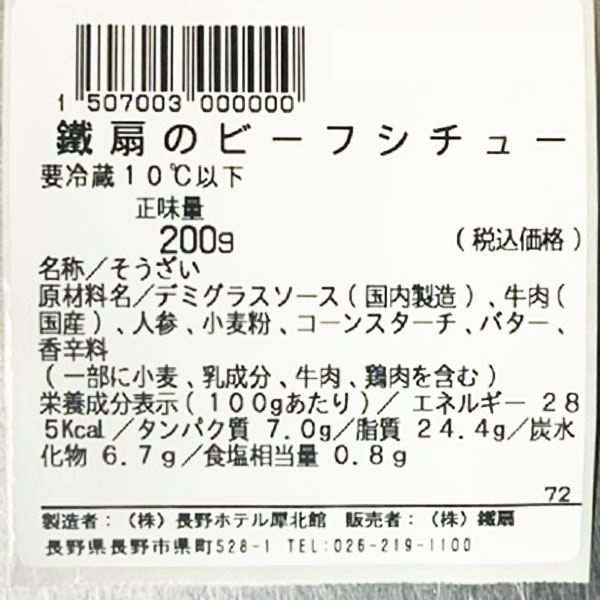 1 507003 000000
鐵扇のビーフシチュー
要冷蔵10℃以下
正味量
200g (税込価格)
名称/そうざい
原材料名/デミグラスソース(国内製造)、牛肉(
国産)、人参、小麦粉、コーンスターチ、バター、
香辛料
(一部に小麦、乳成分、牛肉、鶏肉を含む)
栄養成分表示(100gあたり)/ エネルギー 28
5Kcal/タンパク質 7.0g/脂質 24.4g/炭水
化物 6.7g/食塩相当量 0.8g
72
製造者:(株)長野ホテル犀北館 販売者:(株)鐵扇
長野県長野市県町528-1 TEL:026-219-1100